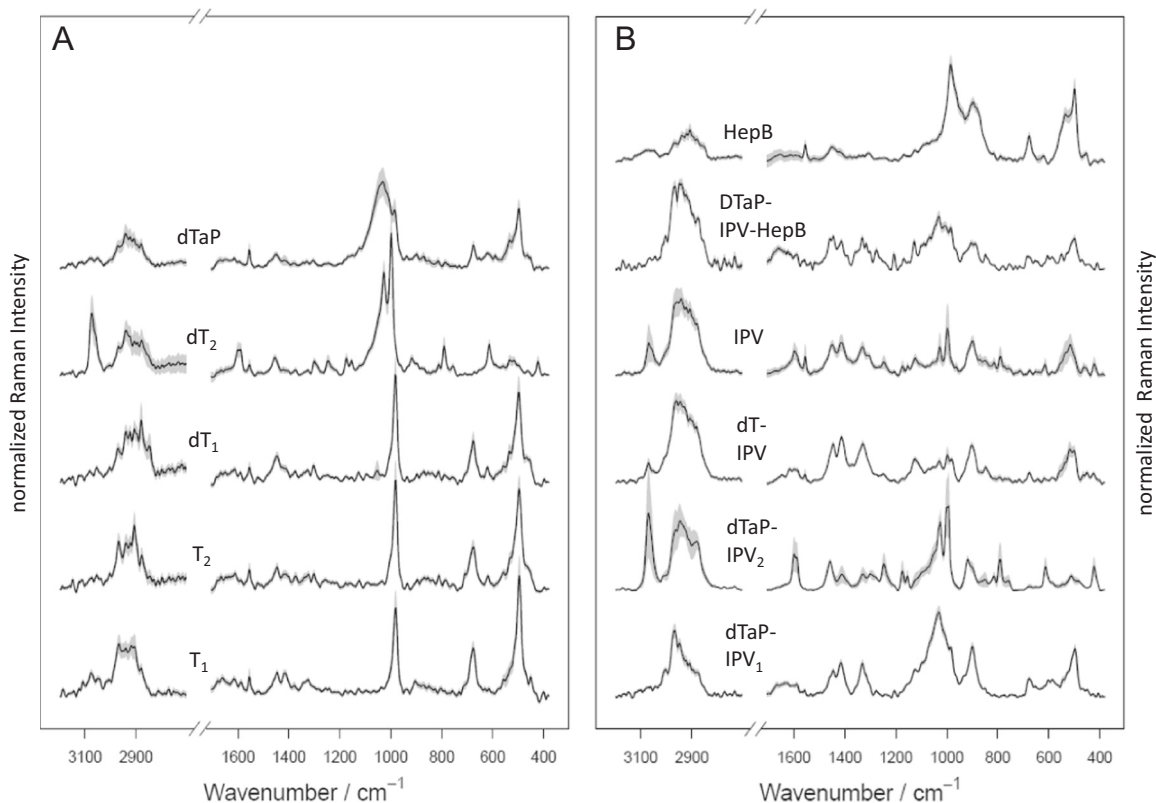 A
dTaP
dT2
dT1
T2
T1
normalized Raman Intensity
3100 2900 1600 1400 1200 1000 800 600 400
Wavenumber / cm−1
B
HepB
DTaP-
IPV-HepB
IPV
dT-
IPV
dTaP-
IPV2
dTaP-
IPV1
normalized Raman Intensity
3100 2900 1600 1400 1200 1000 800 600 400
Wavenumber / cm−1